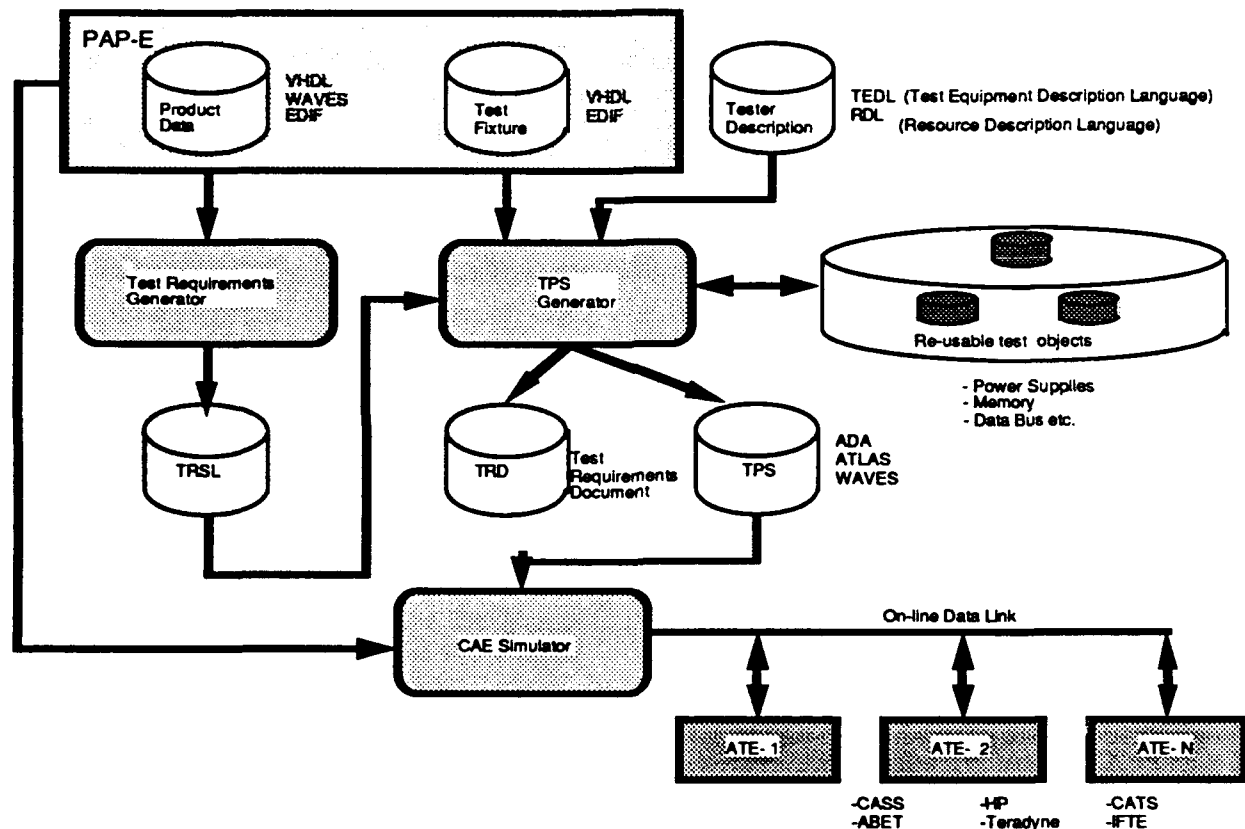 PAP-E
Product
Data
VHDL
WAVES
EDIF
Test
Fixture
VHDL
EDIF
Tester
Description
TEDL (Test Equipment Description Language)
RDL
(Resource Description Language)
Test Requirements
Generator
TPS
Generator
Re-usable test objects
- Power Supplies
- Memory
- Data Bus etc.
TRSL
TRD
Test
Requirements
Document
TPS
ADA
ATLAS
WAVES
CAE Simulator
On-line Data Link
ATE- 1
ATE- 2
ATE- N
-CASS
-ABET
-HP
-Teradyne
-CATS
-IFTE